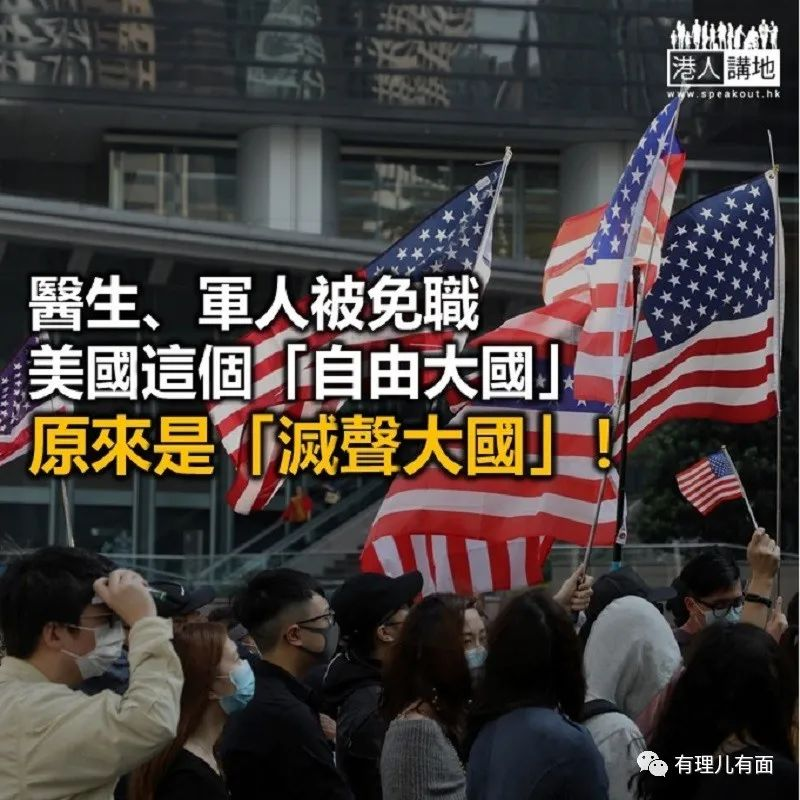 港人講地
www.speakout.hk
醫生、軍人被免職
美國這個「自由大國」
原來是「滅聲大國」！
有理儿有面